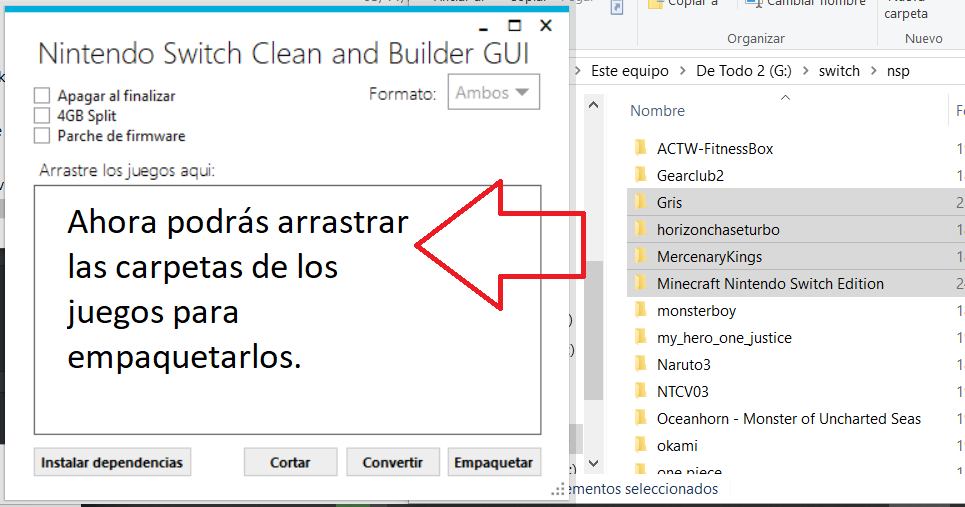 Nintendo Switch Clean and Builder GUI
Apagar al finalizar
4GB Split
Parche de firmware
Formato:
Ambos
Arrastre los juegos aqui:
Ahora podrás arrastrar
las carpetas de los
juegos para
empaquetarlos.
Instalar dependencias
Cortar
Convertir
Empaquetar
Copiar a
Cambiar nombre
carpeta
Organizar
Nuevo
Este equipo
De Todo 2 (G:)
switch
nsp
Nombre
ACTW-FitnessBox
Gearclub2
Gris
horizonchaseturbo
MercenaryKings
Minecraft Nintendo Switch Edition
monsterboy
my_hero_one_justice
Naruto3
NTCV03
Oceanhorn - Monster of Uncharted Seas
okami
one piece
ementos seleccionados